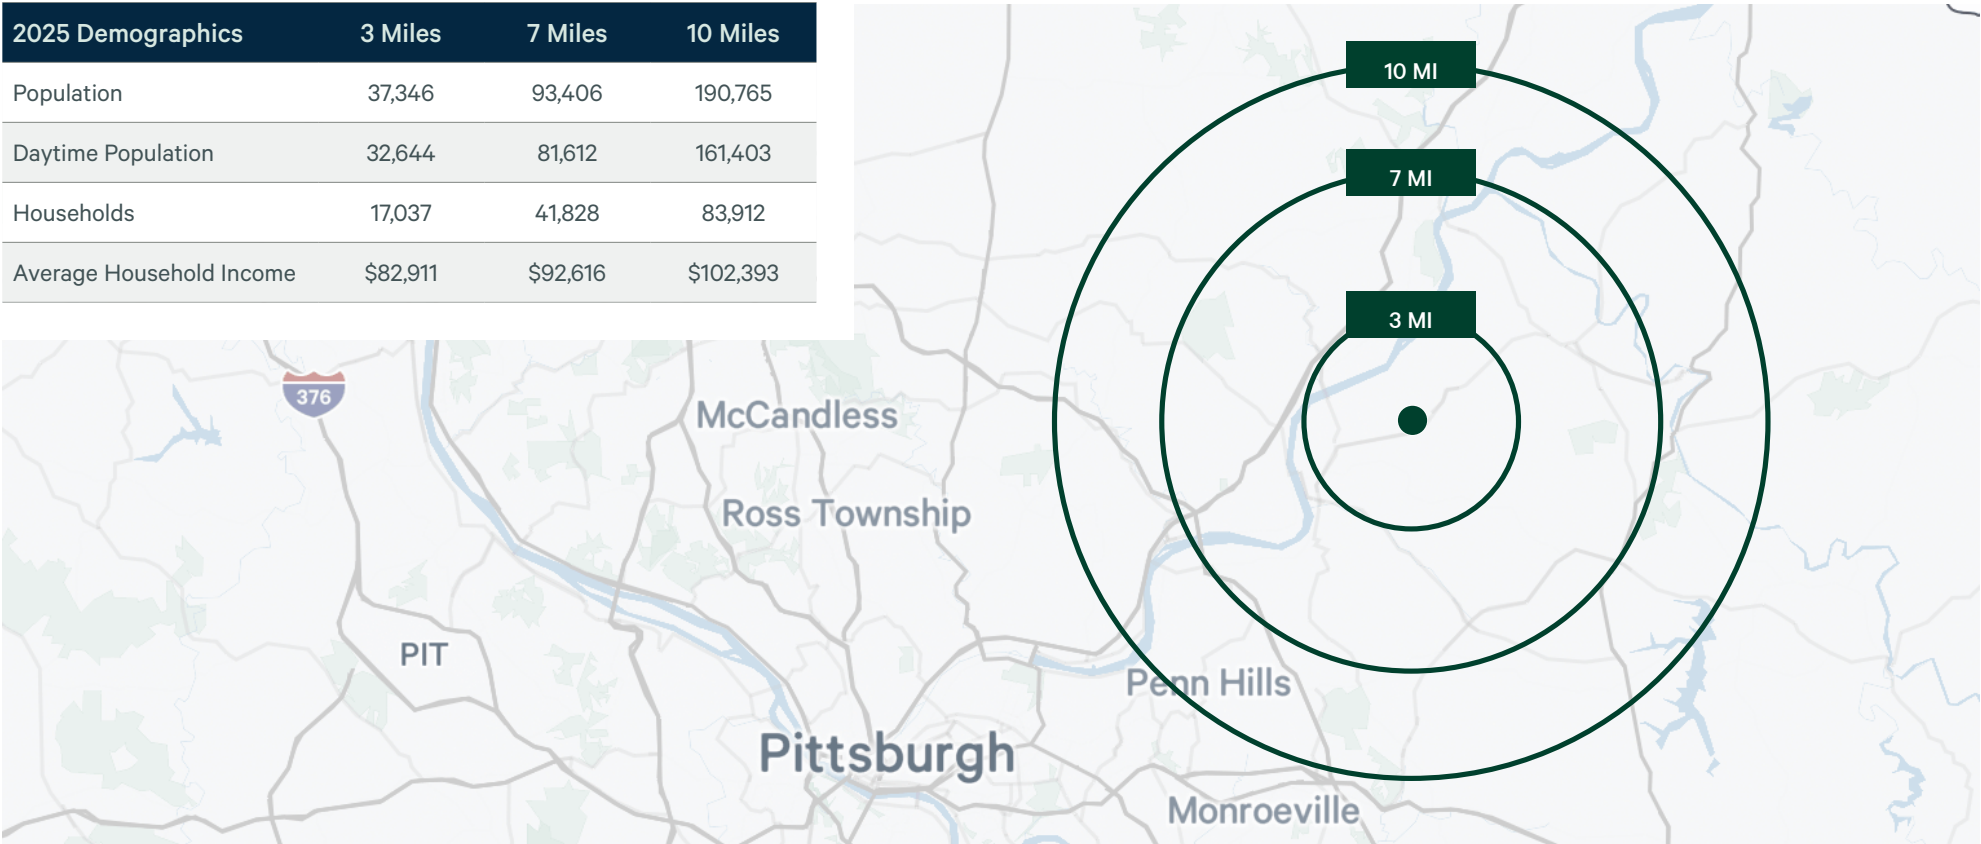 2025 Demographics 3 Miles 7 Miles 10 Miles
Population 37,346 93,406 190,765
Daytime Population 32,644 81,612 161,403
Households 17,037 41,828 83,912
Average Household Income $82,911 $92,616 $102,393
10 MI
7 MI
3 MI
376
McCandless
Ross Township
PIT
Penn Hills
Pittsburgh
Monroeville